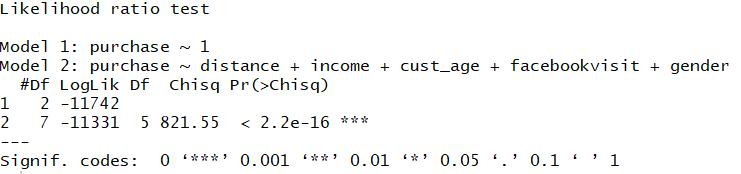 Likelihood ratio test
Model 1: purchase ~ 1
Model 2: purchase ~ distance + income + cust_age + facebookvisit + gender
#Df LogLik Df Chisq Pr(>Chisq)
1 2 -11742
2 7 -11331 5 821.55 < 2.2e-16 ***
---
Signif. codes: 0 ‘***’ 0.001 ‘**’ 0.01 ‘*’ 0.05 ‘.’ 0.1 ‘ ’ 1